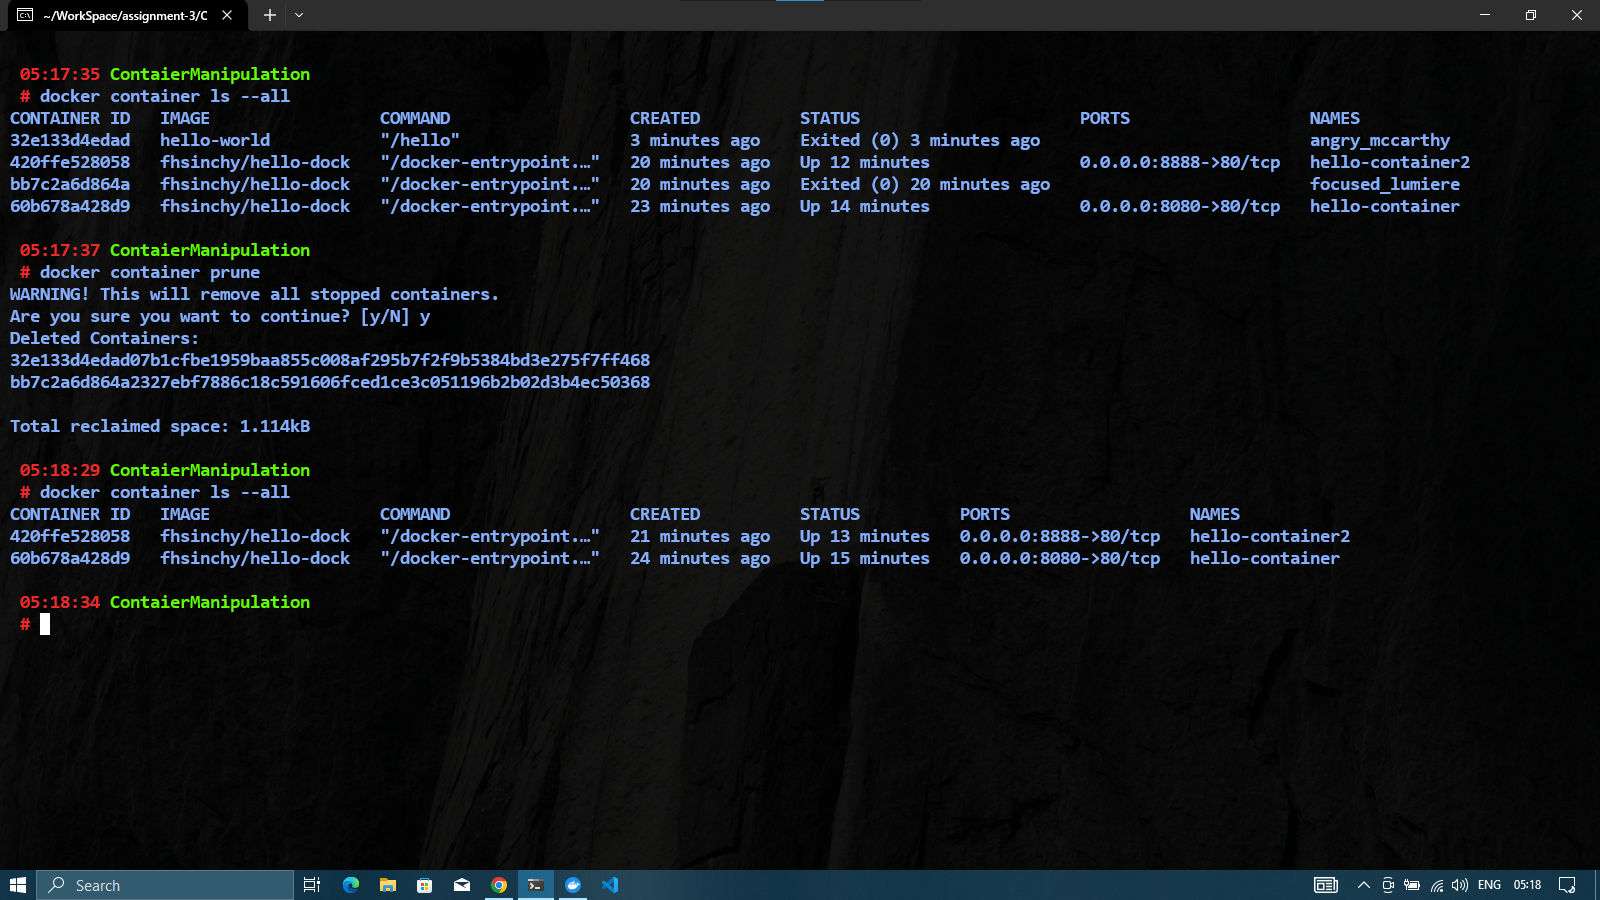 ~/WorkSpace/assignment-3/C
05:17:35 ContaierManipulation
# docker container ls --all
CONTAINER ID   IMAGE                 COMMAND                  CREATED          STATUS                      PORTS                  NAMES
32e133d4edad   hello-world           "/hello"                 3 minutes ago    Exited (0) 3 minutes ago                           angry_mccarthy
420ffe528058   fhsinchy/hello-dock   "/docker-entrypoint.…"   20 minutes ago   Up 12 minutes               0.0.0.0:8888->80/tcp   hello-container2
bb7c2a6d864a   fhsinchy/hello-dock   "/docker-entrypoint.…"   20 minutes ago   Exited (0) 20 minutes ago                          focused_lumiere
60b678a428d9   fhsinchy/hello-dock   "/docker-entrypoint.…"   23 minutes ago   Up 14 minutes               0.0.0.0:8080->80/tcp   hello-container
05:17:37 ContaierManipulation
# docker container prune
WARNING! This will remove all stopped containers.
Are you sure you want to continue? [y/N] y
Deleted Containers:
32e133d4edad07b1cfbe1959baa855c008af295b7f2f9b5384bd3e275f7ff468
bb7c2a6d864a2327ebf7886c18c591606fced1ce3c051196b2b02d3b4ec50368
Total reclaimed space: 1.114kB
05:18:29 ContaierManipulation
# docker container ls --all
CONTAINER ID   IMAGE                 COMMAND                  CREATED          STATUS          PORTS                  NAMES
420ffe528058   fhsinchy/hello-dock   "/docker-entrypoint.…"   21 minutes ago   Up 13 minutes   0.0.0.0:8888->80/tcp   hello-container2
60b678a428d9   fhsinchy/hello-dock   "/docker-entrypoint.…"   24 minutes ago   Up 15 minutes   0.0.0.0:8080->80/tcp   hello-container
05:18:34 ContaierManipulation
#
Search
ENG 05:18